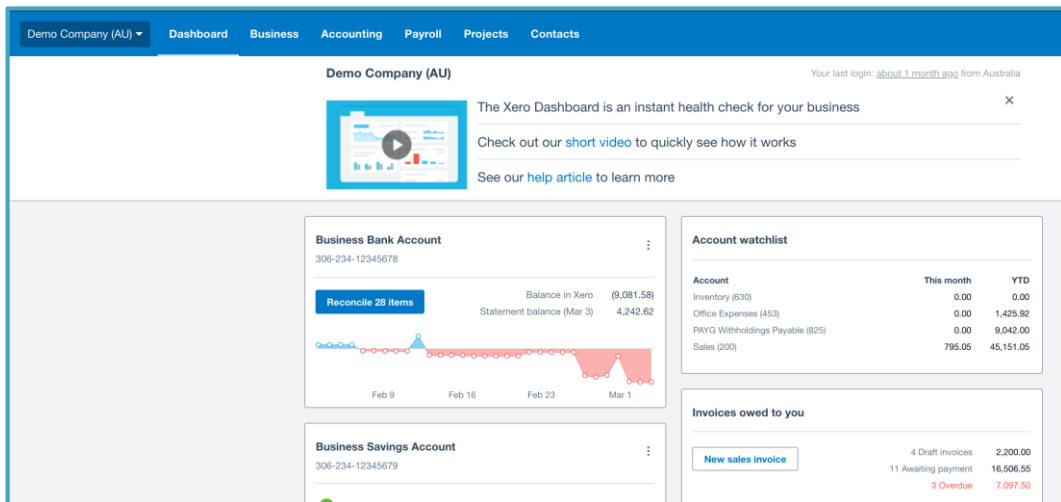 Demo Company (AU)
Dashboard
Business
Accounting
Payroll
Projects
Contacts
Demo Company (AU)
Your last login: about 1 month ago from Australia
The Xero Dashboard is an instant health check for your business
Check out our short video to quickly see how it works
See our help article to learn more
Business Bank Account
306-234-12345678
Reconcile 28 items
Balance in Xero (9,081.58)
Statement balance (Mar 3) 4,242.62
Feb 9 Feb 16 Feb 23 Mar 1
Business Savings Account
306-234-12345679
Account watchlist
Account This month YTD
Inventory (630) 0.00 0.00
Office Expenses (453) 0.00 1,425.92
PAYG Withholdings Payable (825) 0.00 9,042.00
Sales (200) 795.05 45,151.05
Invoices owed to you
New sales invoice
4 Draft invoices 2,200.00
11 Awaiting payment 16,506.55
3 Overdue 7,097.50